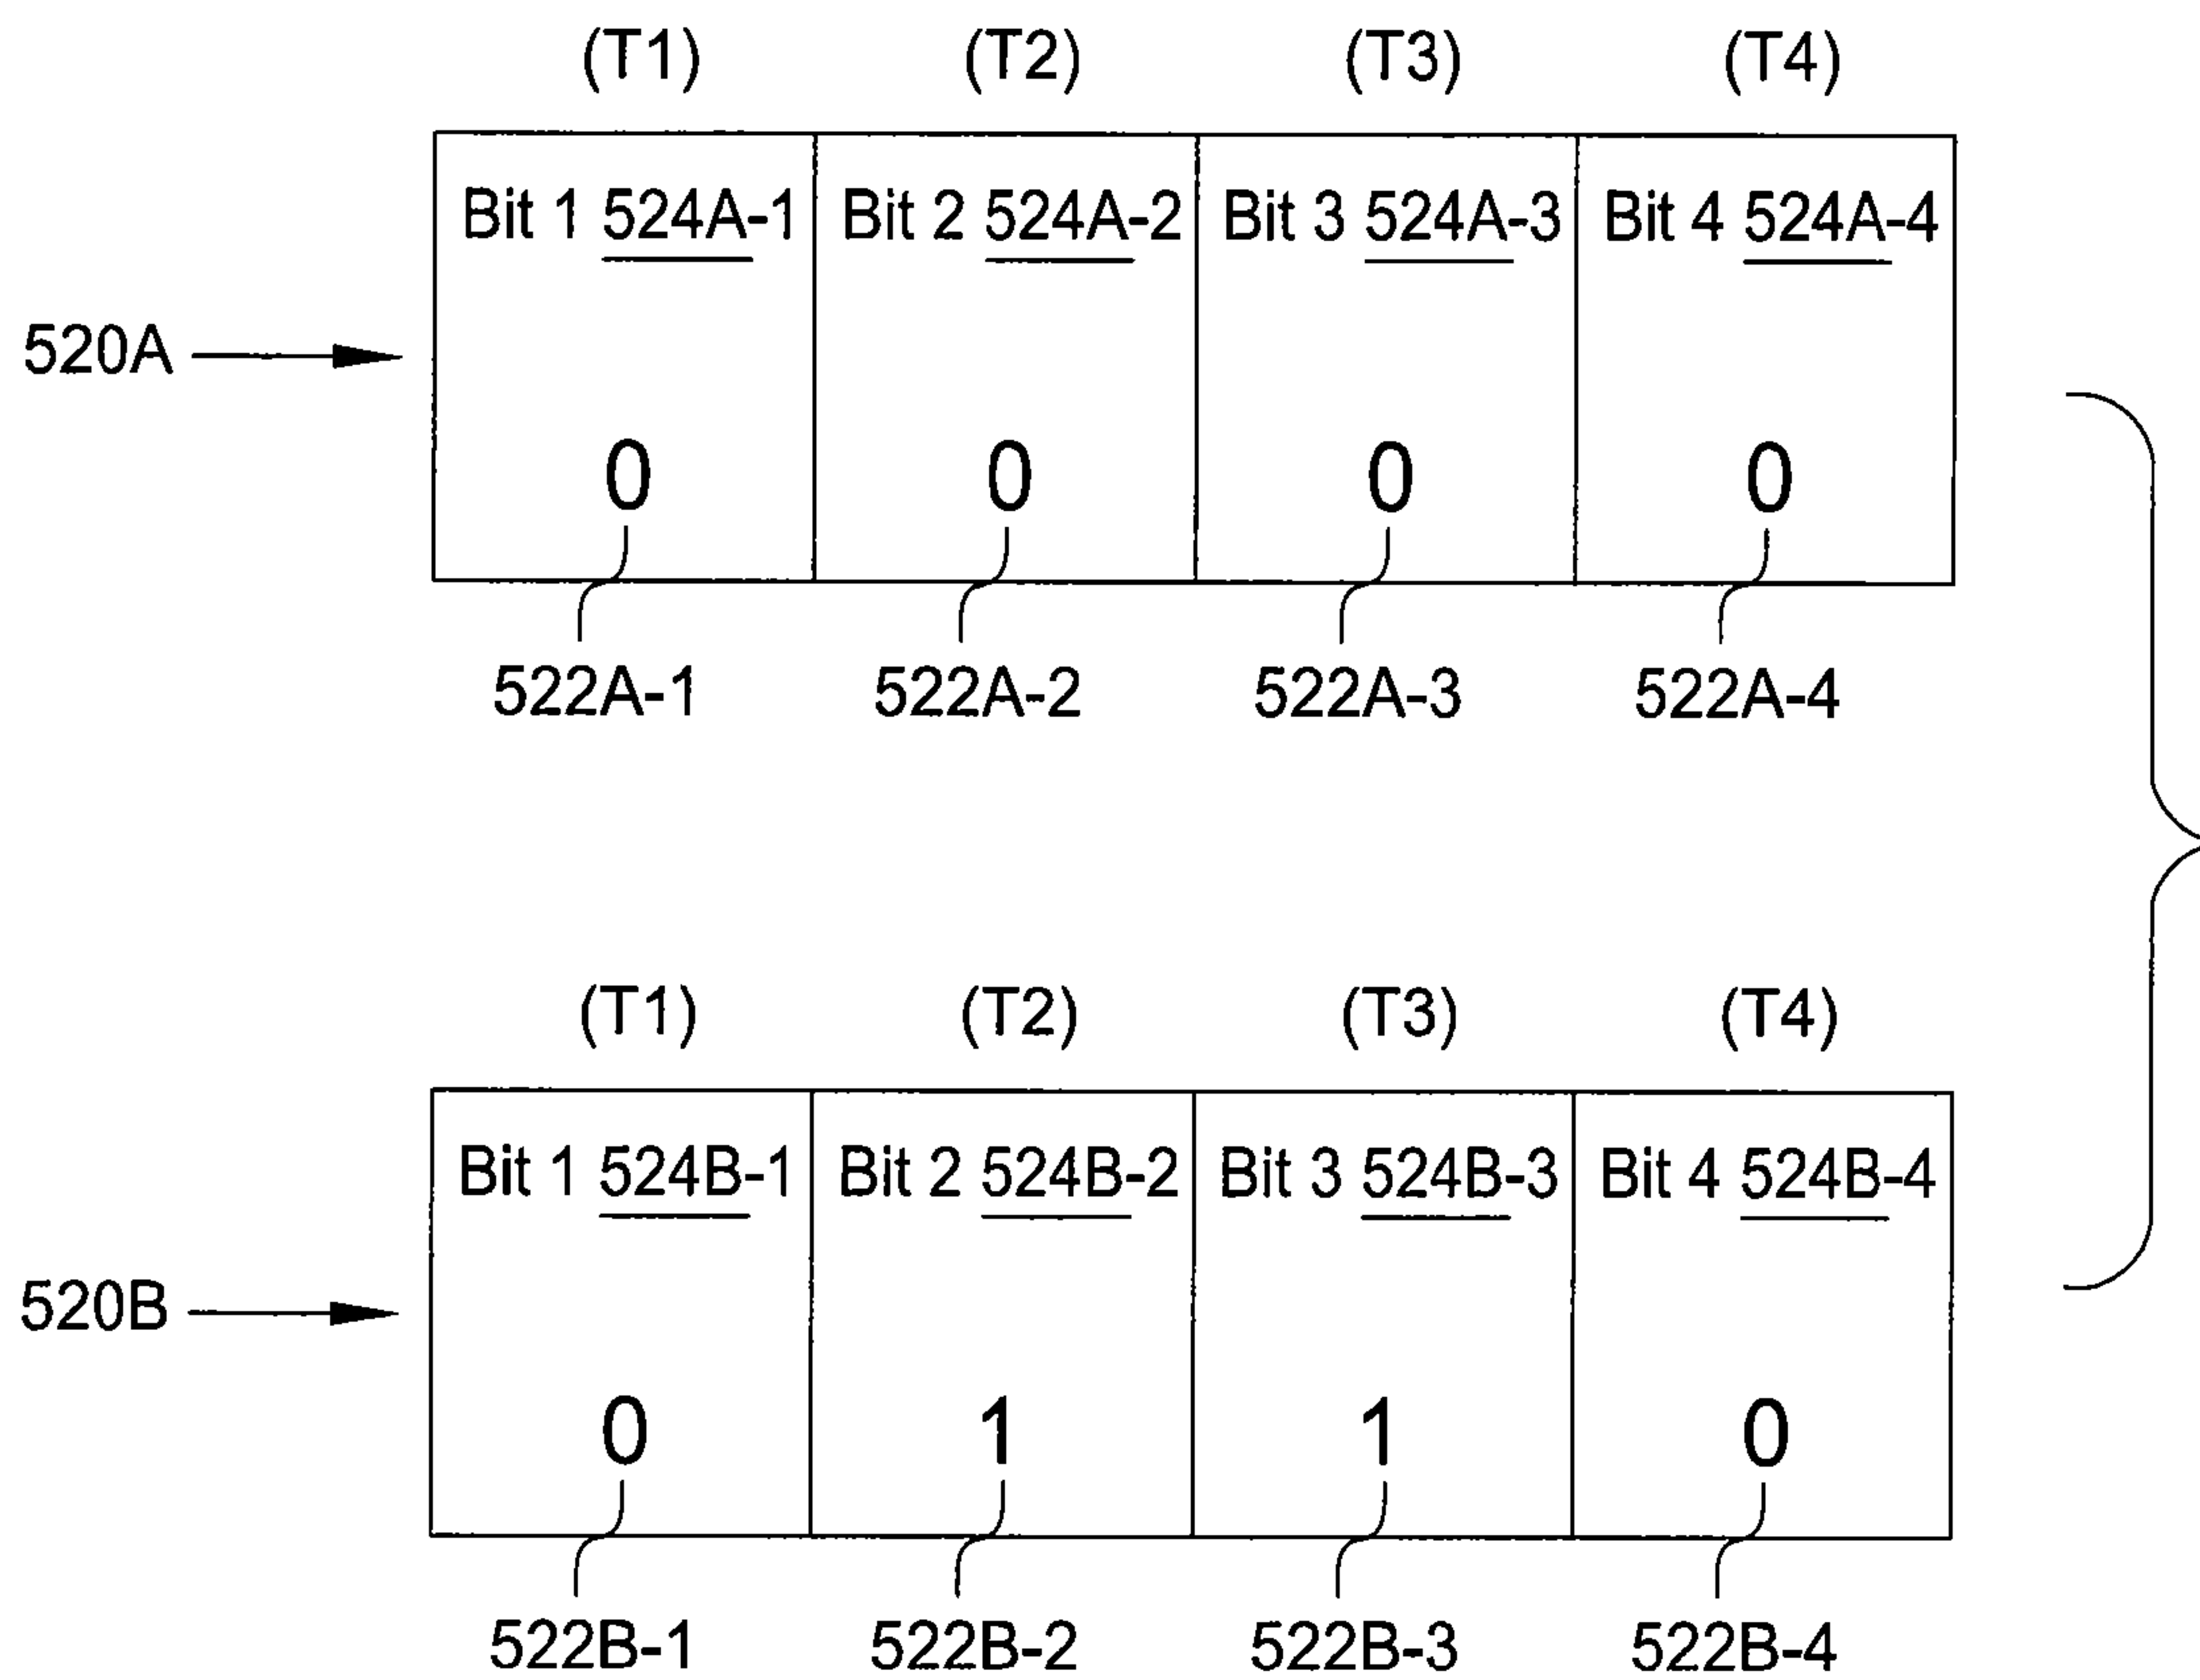 (T1) (T2) (T3) (T4)
Bit 1 524A-1 Bit 2 524A-2 Bit 3 524A-3 Bit 4 524A-4
520A
0 0 0 0
522A-1 522A-2 522A-3 522A-4
(T1) (T2) (T3) (T4)
Bit 1 524B-1 Bit 2 524B-2 Bit 3 524B-3 Bit 4 524B-4
520B
0 1 1 0
522B-1 522B-2 522B-3 522B-4